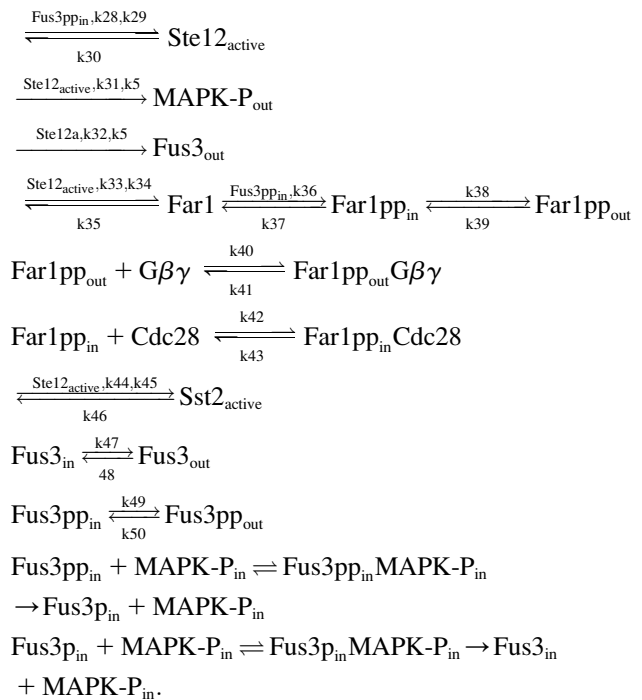 Fus3pp_in,k28,k29
⇌ Ste12_active
k30
Ste12_active,k31,k5
→ MAPK-P_out
Ste12a,k32,k5
→ Fus3_out
Ste12_active,k33,k34 Fus3pp_in,k36 k38
⇌ Far1 ⇌ Far1pp_in ⇌ Far1pp_out
k35 k37 k39
k40
Far1pp_out + Gβγ ⇌ Far1pp_outGβγ
k41
k42
Far1pp_in + Cdc28 ⇌ Far1pp_inCdc28
k43
Ste12_active,k44,k45
⇌ Sst2_active
k46
k47
Fus3_in ⇌ Fus3_out
48
k49
Fus3pp_in ⇌ Fus3pp_out
k50
Fus3pp_in + MAPK-P_in ⇌ Fus3pp_inMAPK-P_in
→ Fus3p_in + MAPK-P_in
Fus3p_in + MAPK-P_in ⇌ Fus3p_inMAPK-P_in → Fus3_in
+ MAPK-P_in.